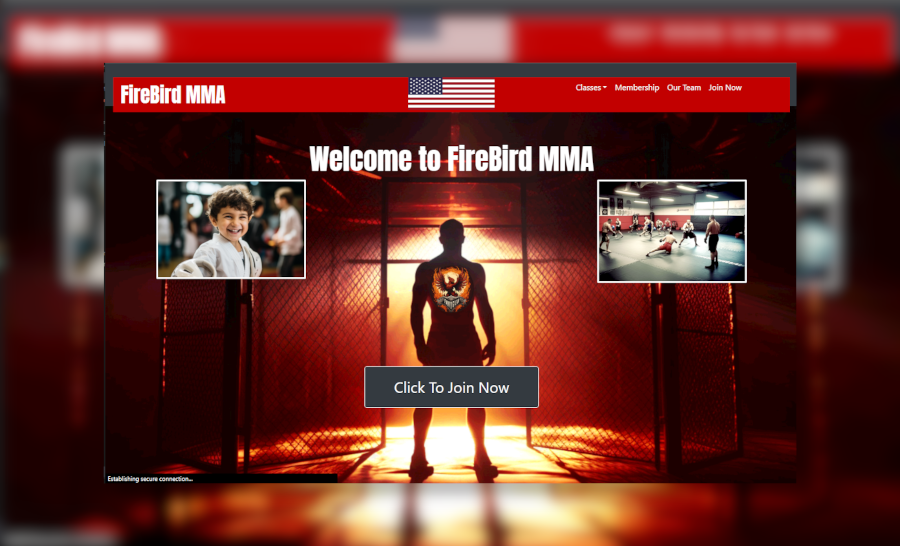 FireBird MMA
Classes Membership Our Team Join Now
Welcome to FireBird MMA
Click To Join Now
Establishing secure connection...